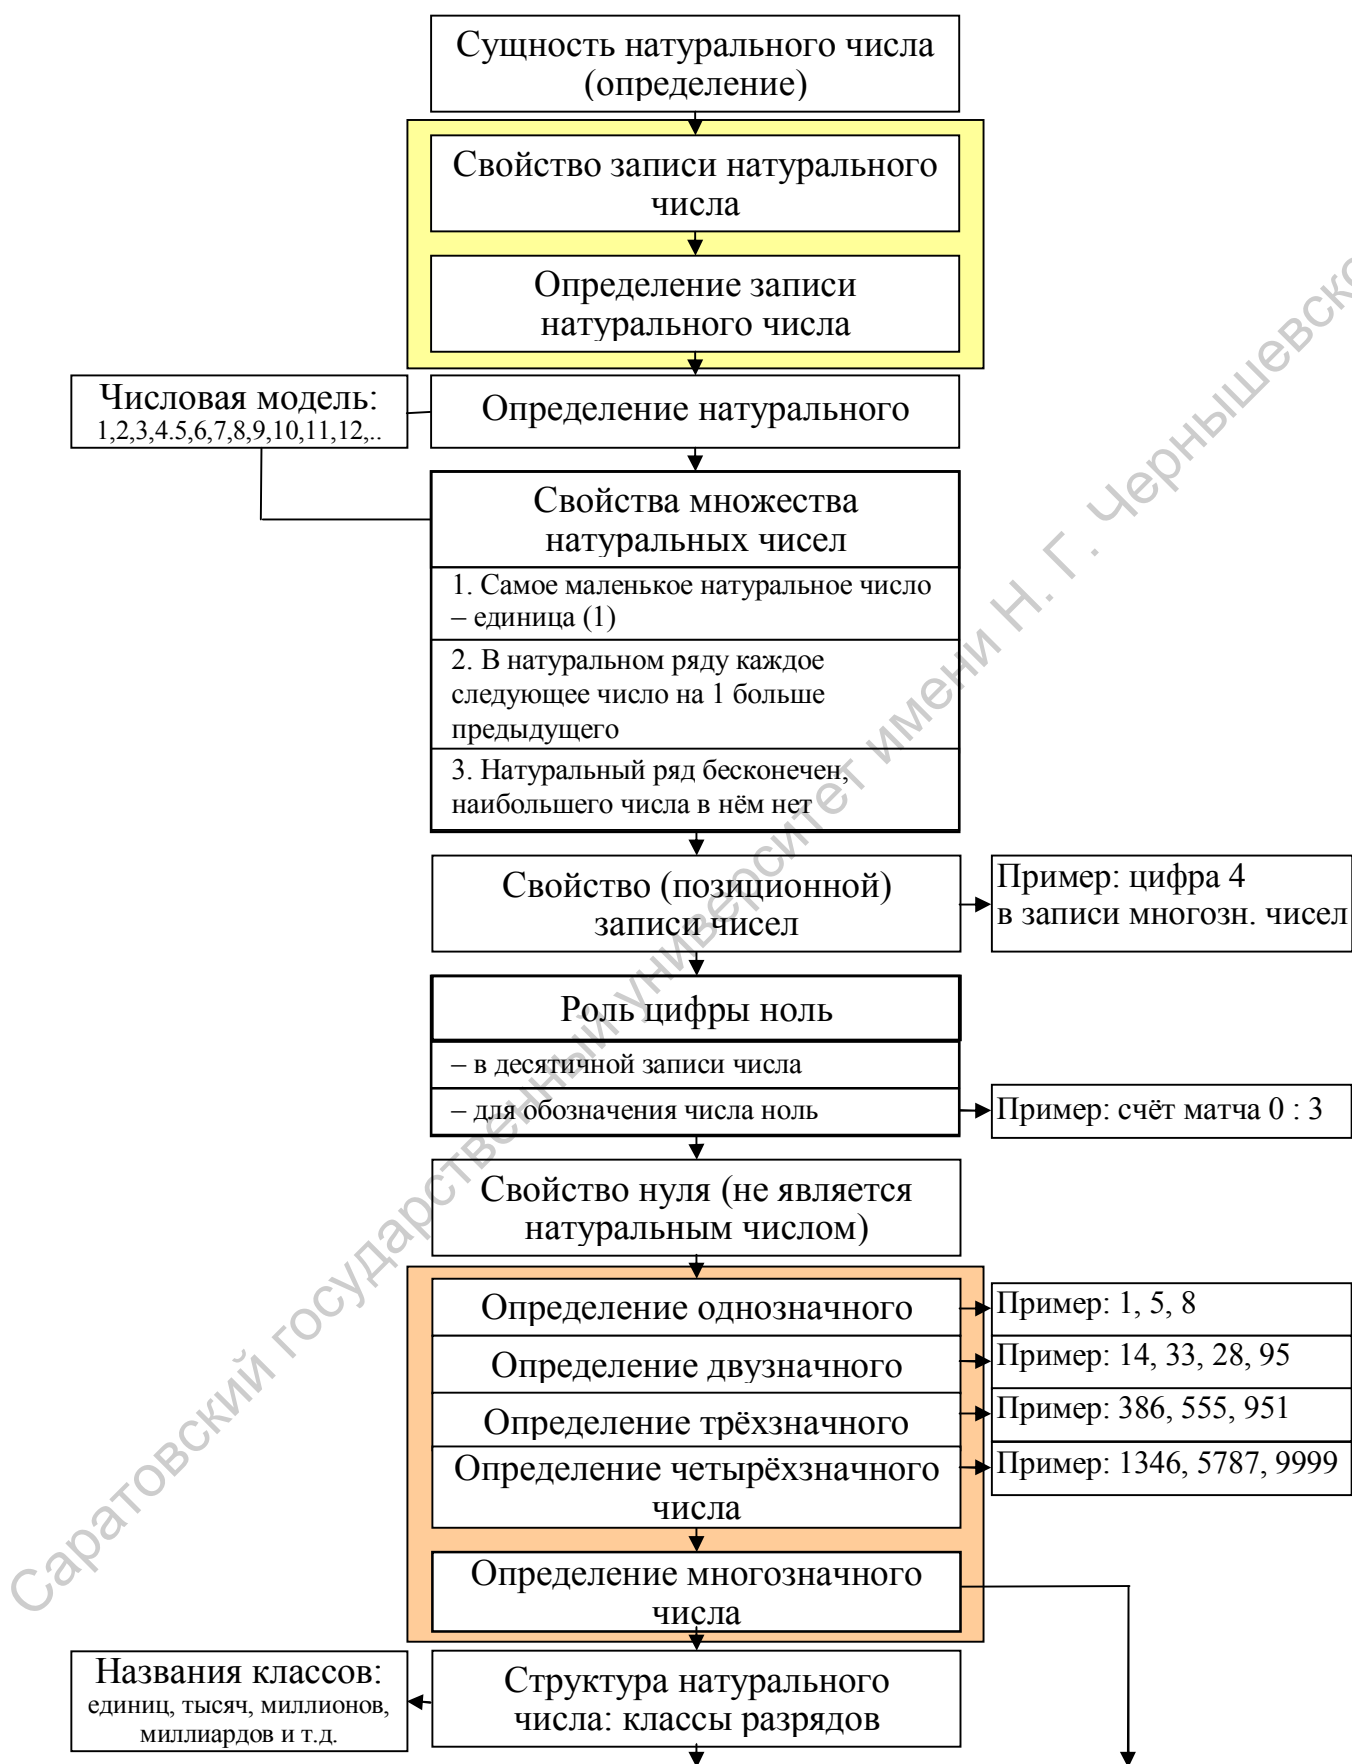 Сущность натурального числа
(определение)
Свойство записи натурального
числа
Определение записи
натурального числа
Числовая модель:
1,2,3,4.5,6,7,8,9,10,11,12,..
Определение натурального
Свойства множества
натуральных чисел
1. Самое маленькое натуральное число
– единица (1)
2. В натуральном ряду каждое
следующее число на 1 больше
предыдущего
3. Натуральный ряд бесконечен,
наибольшего числа в нём нет
Свойство (позиционной)
записи чисел
Пример: цифра 4
в записи многозн. чисел
Роль цифры ноль
– в десятичной записи числа
– для обозначения числа ноль
Пример: счёт матча 0 : 3
Свойство нуля (не является
натуральным числом)
Определение однозначного
Пример: 1, 5, 8
Определение двузначного
Пример: 14, 33, 28, 95
Определение трёхзначного
Пример: 386, 555, 951
Определение четырёхзначного
числа
Пример: 1346, 5787, 9999
Определение многозначного
числа
Названия классов:
единиц, тысяч, миллионов,
миллиардов и т.д.
Структура натурального
числа: классы разрядов
Саратовский государственный университет имени Н. Г. Чернышевско